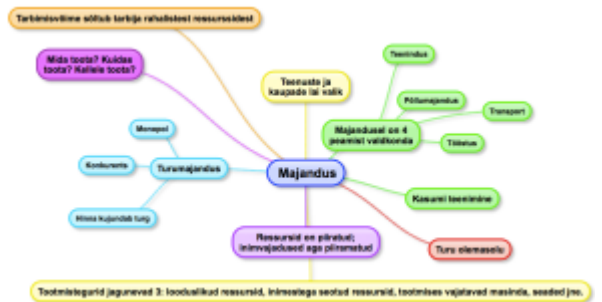 Tarbimisvõime sõltub tarbija rahalistest ressurssidest
Mida toota? Kuidas
toota? Kellele toota?
Teenuste ja
kaupade lai valik
Teenindus
Põllumajandus
Transport
Majandusel on 4
peamist valdkonda
Tööstus
Monopol
Konkurents
Turumajandus
Hinna kujundab turg
Majandus
Kasumi teenimine
Ressursid on piiratud;
inimvajadused aga piiramatud
Turu olemasolu
Tootmistegurid jagunevad 3: looduslikud ressursid, inimestega seotud ressursid, tootmises vajatavad masinda, seaded jne.